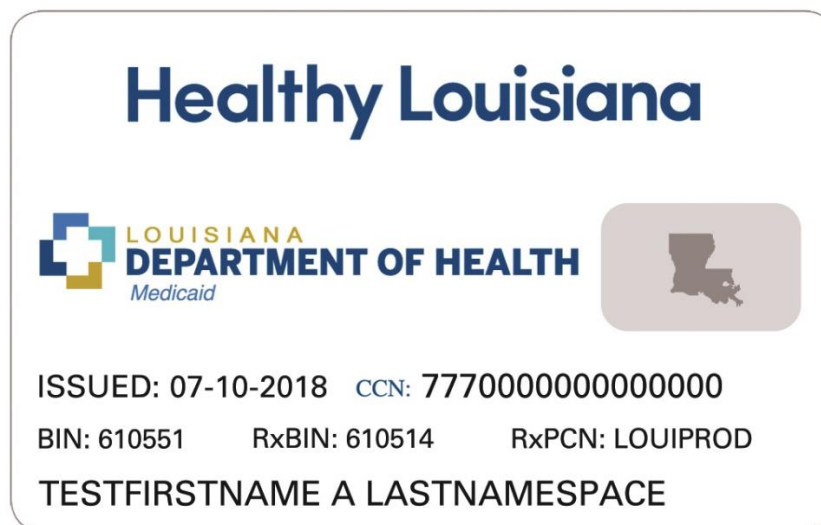 Healthy Louisiana
LOUISIANA
DEPARTMENT OF HEALTH
Medicaid
ISSUED: 07-10-2018 CCN: 7770000000000000
BIN: 610551 RxBIN: 610514 RxPCN: LOUIPROD
TESTFIRSTNAME A LASTNAMESPACE